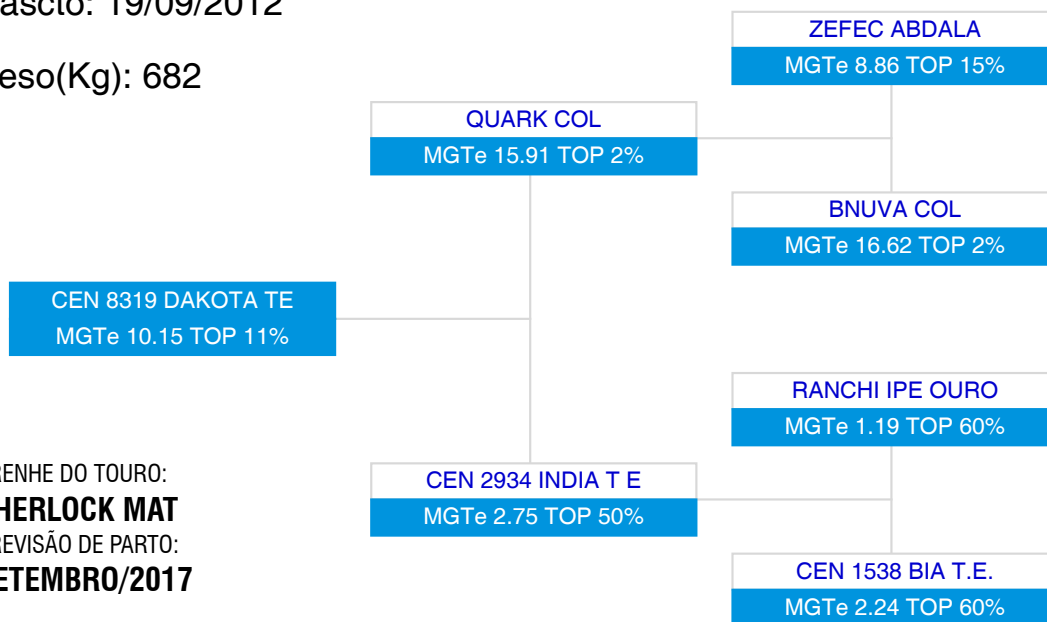 ascto: 19/09/2012
eso(Kg): 682
ZEFEC ABDALA
MGTe 8.86 TOP 15%
QUARK COL
MGTe 15.91 TOP 2%
BNUVA COL
MGTe 16.62 TOP 2%
CEN 8319 DAKOTA TE
MGTe 10.15 TOP 11%
RANCHI IPE OURO
MGTe 1.19 TOP 60%
CEN 2934 INDIA T E
MGTe 2.75 TOP 50%
CEN 1538 BIA T.E.
MGTe 2.24 TOP 60%
RENHE DO TOURO:
HERLOCK MAT
REVISÃO DE PARTO:
ETEMBRO/2017